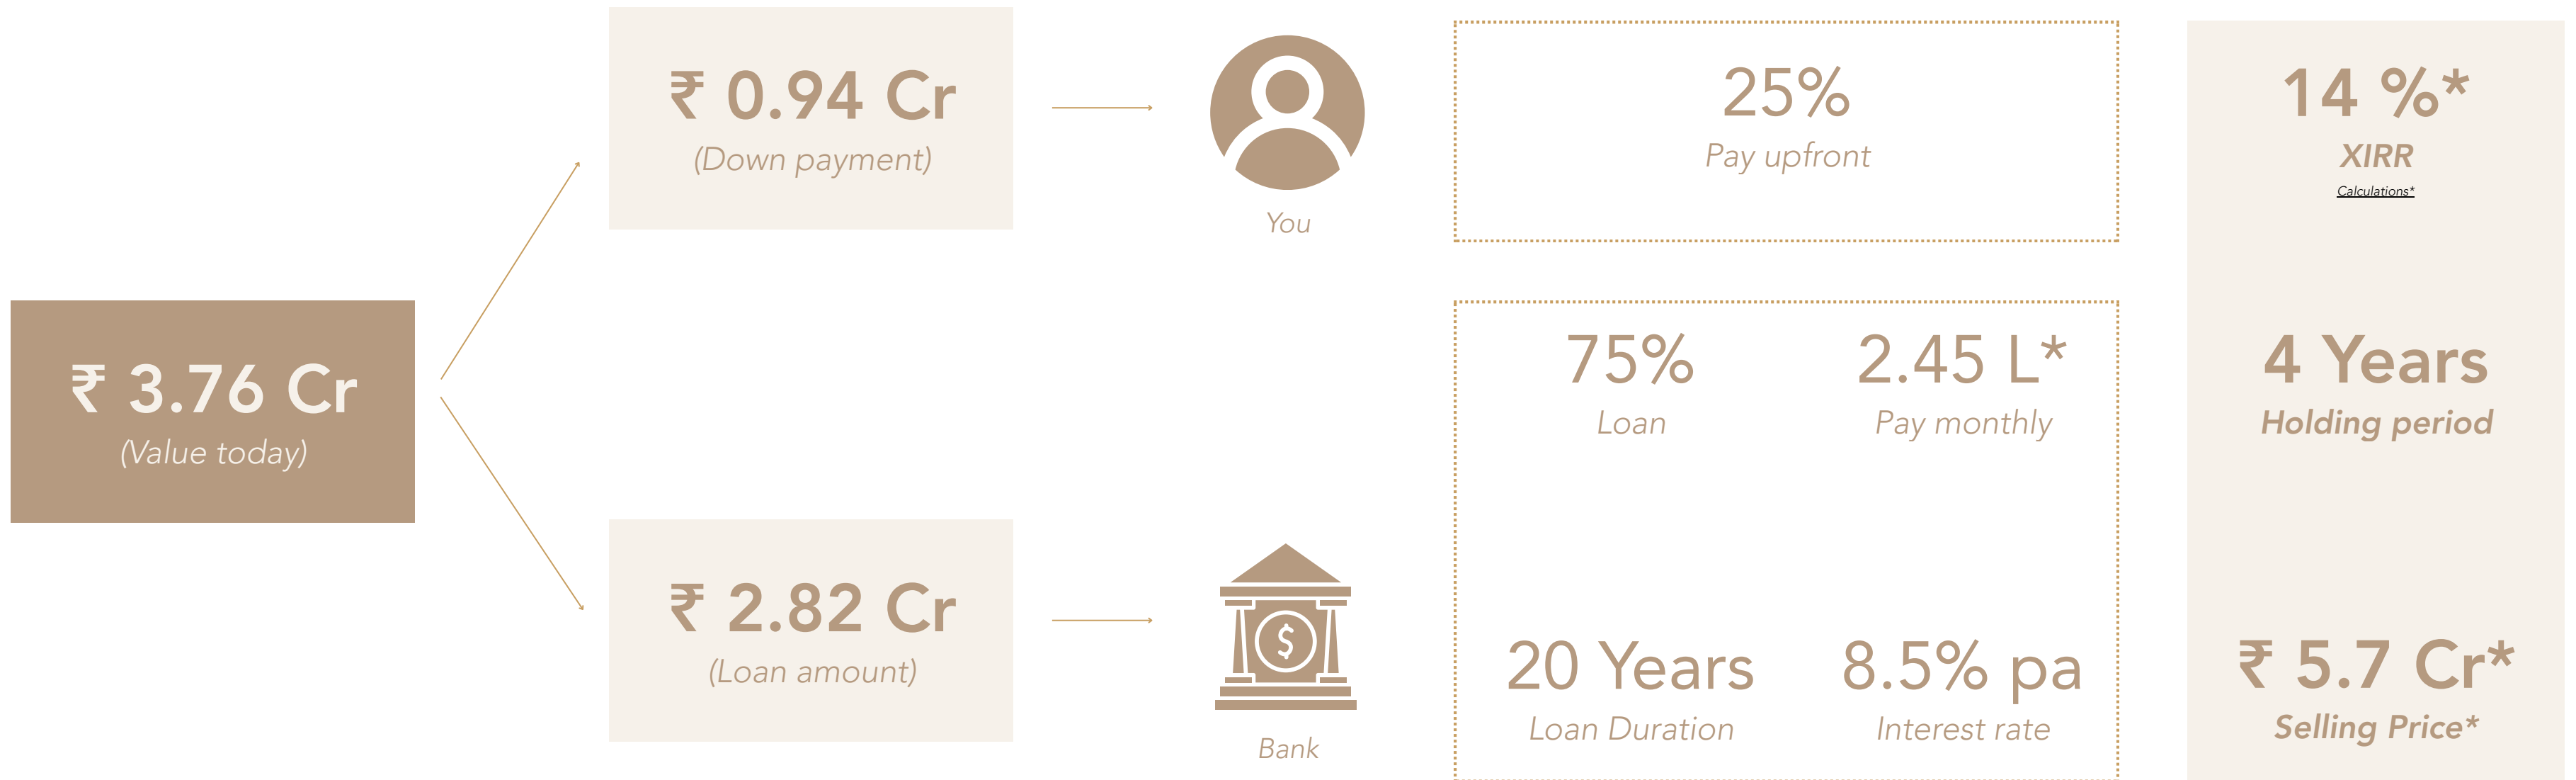 ₹ 3.76 Cr
(Value today)
₹ 0.94 Cr
(Down payment)
₹ 2.82 Cr
(Loan amount)
You
$
Bank
25%
Pay upfront
75%
Loan
2.45 L*
Pay monthly
20 Years
Loan Duration
8.5% pa
Interest rate
14 %*
XIRR
Calculations*
4 Years
Holding period
₹ 5.7 Cr*
Selling Price*